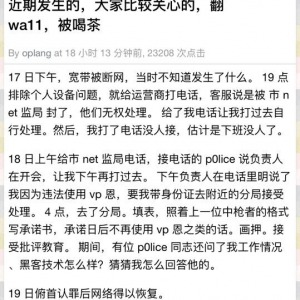 近期发生的，大家比较关心的，翻
wa11，被喝茶
By oplang at 18 小时 13 分钟前, 23208 次点击
17 日下午，宽带被断网，当时不知道发生了什么。 19 点
排除个人设备问题，就给运营商打电话，客服说是被 市 n
et 监局 封了，他们无权处理。 给了我电话让我打过去自
行处理。然后，我打了电话没人接，估计是下班没人了。
18 日上午给市 net 监局电话，接电话的 p0lice 说负责人
在开会，让我下午再打过去。 下午负责人在电话里明说了
我因为违法使用 vp 恩，要我带身份证去附近的分局接受
处理。 4 点，去了分局。填表，照着上一位中枪者的格式
写承诺书，承诺日后不再使用 vp 恩之类的话。画押。接
受批评教育。 期间，有位 p0lice 同志还问了我工作情况
、黑客技术怎么样？猜猜我怎么回答他的。
19 日俯首认罪后网络得以恢复。